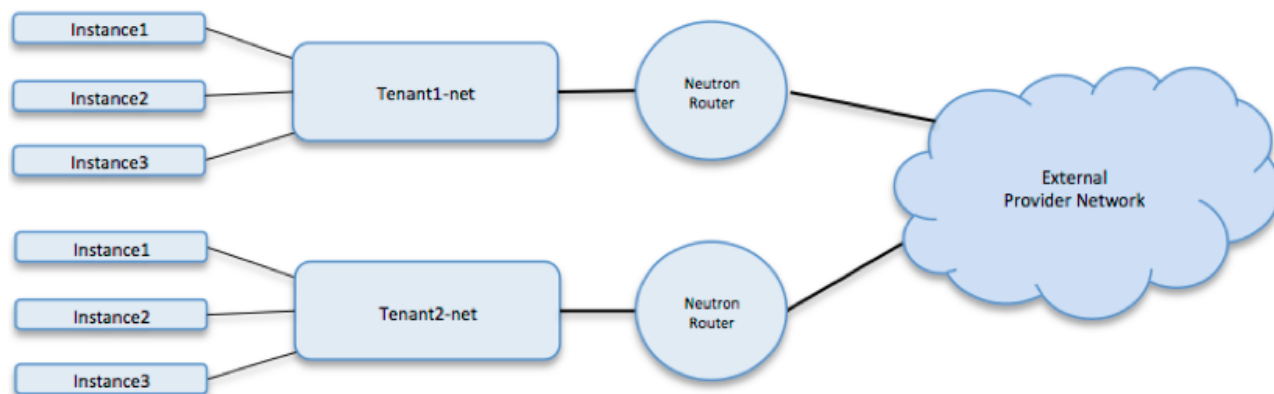 Instance1
Instance2
Instance3
Tenant1-net
Neutron
Router
Instance1
Instance2
Instance3
Tenant2-net
Neutron
Router
External
Provider Network